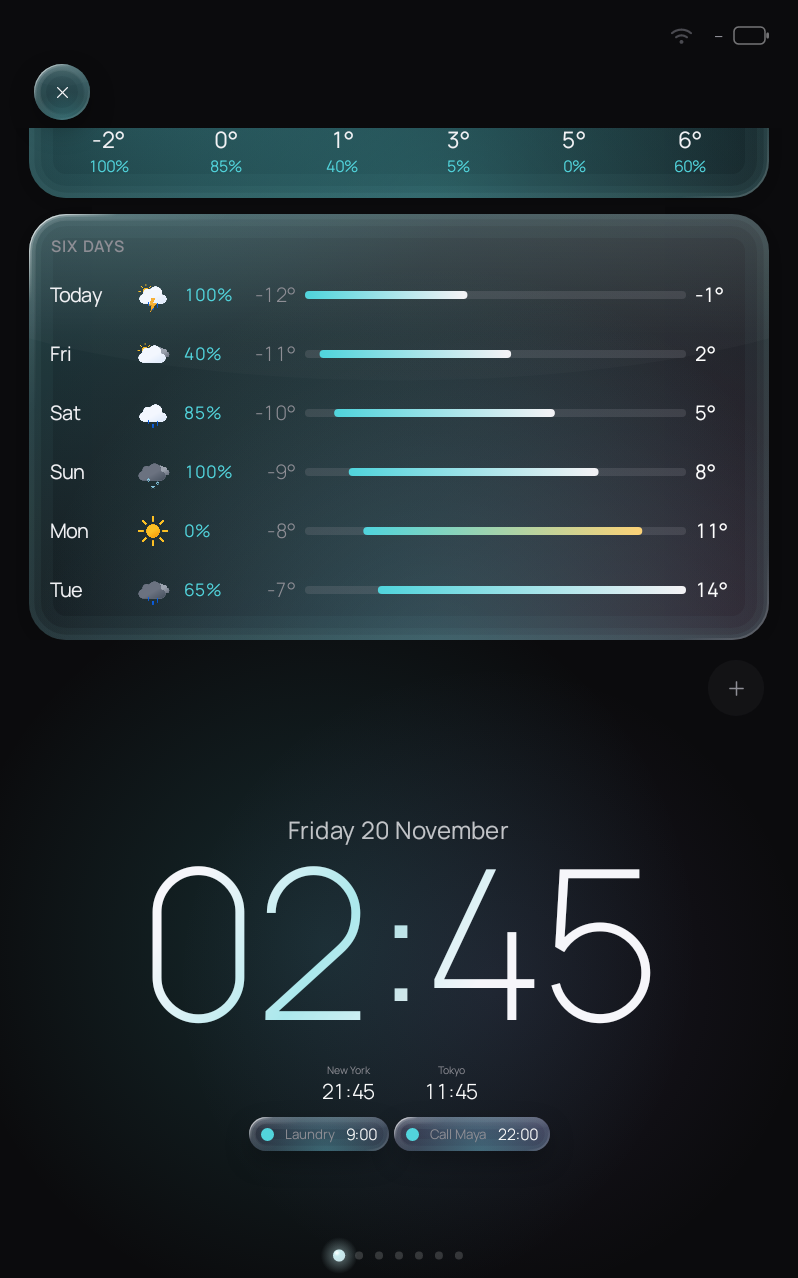 -2° 0° 1° 3° 5° 6°
100% 85% 40% 5% 0% 60%
SIX DAYS
Today 100% -12° -1°
Fri 40% -11° 2°
Sat 85% -10° 5°
Sun 100% -9° 8°
Mon 0% -8° 11°
Tue 65% -7° 14°
Friday 20 November
02:45
New York Tokyo
21:45 11:45
Laundry 9:00 Call Maya 22:00